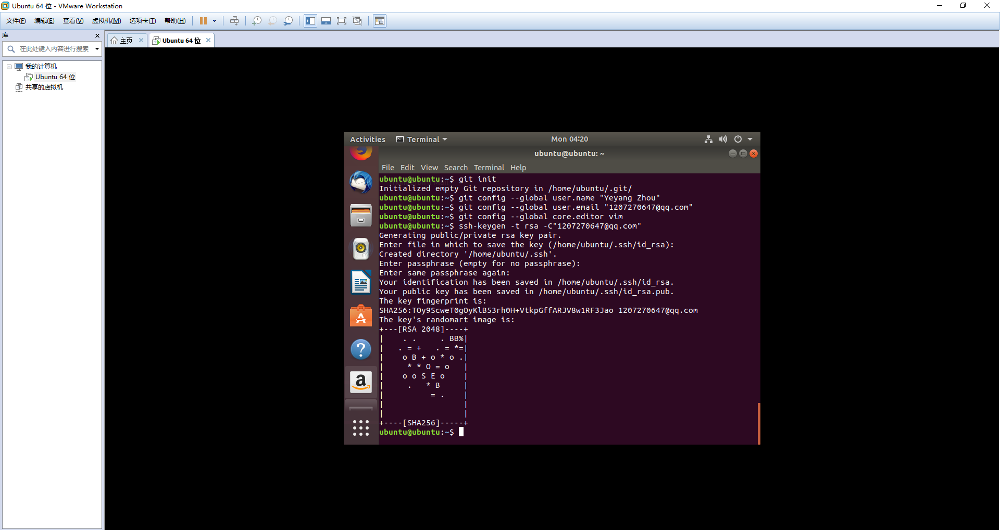 Ubuntu 64 位 - VMware Workstation
文件(F) 编辑(E) 查看(V) 虚拟机(M) 选项卡(T) 帮助(H)
库
主页
Ubuntu 64 位
在此处键入内容进行搜索
我的计算机
Ubuntu 64 位
共享的虚拟机
Activities Terminal Mon 04:20
ubuntu@ubuntu: ~
File Edit View Search Terminal Help
ubuntu@ubuntu:~$ git init
Initialized empty Git repository in /home/ubuntu/.git/
ubuntu@ubuntu:~$ git config --global user.name "Yeyang Zhou"
ubuntu@ubuntu:~$ git config --global user.email "1207270647@qq.com"
ubuntu@ubuntu:~$ git config --global core.editor vim
ubuntu@ubuntu:~$ ssh-keygen -t rsa -C"1207270647@qq.com"
Generating public/private rsa key pair.
Enter file in which to save the key (/home/ubuntu/.ssh/id_rsa):
Created directory '/home/ubuntu/.ssh'.
Enter passphrase (empty for no passphrase):
Enter same passphrase again:
Your identification has been saved in /home/ubuntu/.ssh/id_rsa.
Your public key has been saved in /home/ubuntu/.ssh/id_rsa.pub.
The key fingerprint is:
SHA256:TOy9ScweT0gOyKlB53rh0H+VtkpGffARJV8w1RF3Jao 1207270647@qq.com
The key's randomart image is:
+---[RSA 2048]----+
|    . .     . BB%|
|   . = +   . = *=|
|    o B + o * o .|
|     * * O = o   |
|    o o S E o    |
|     .   * B     |
|          = .    |
|                 |
|                 |
+----[SHA256]-----+
ubuntu@ubuntu:~$